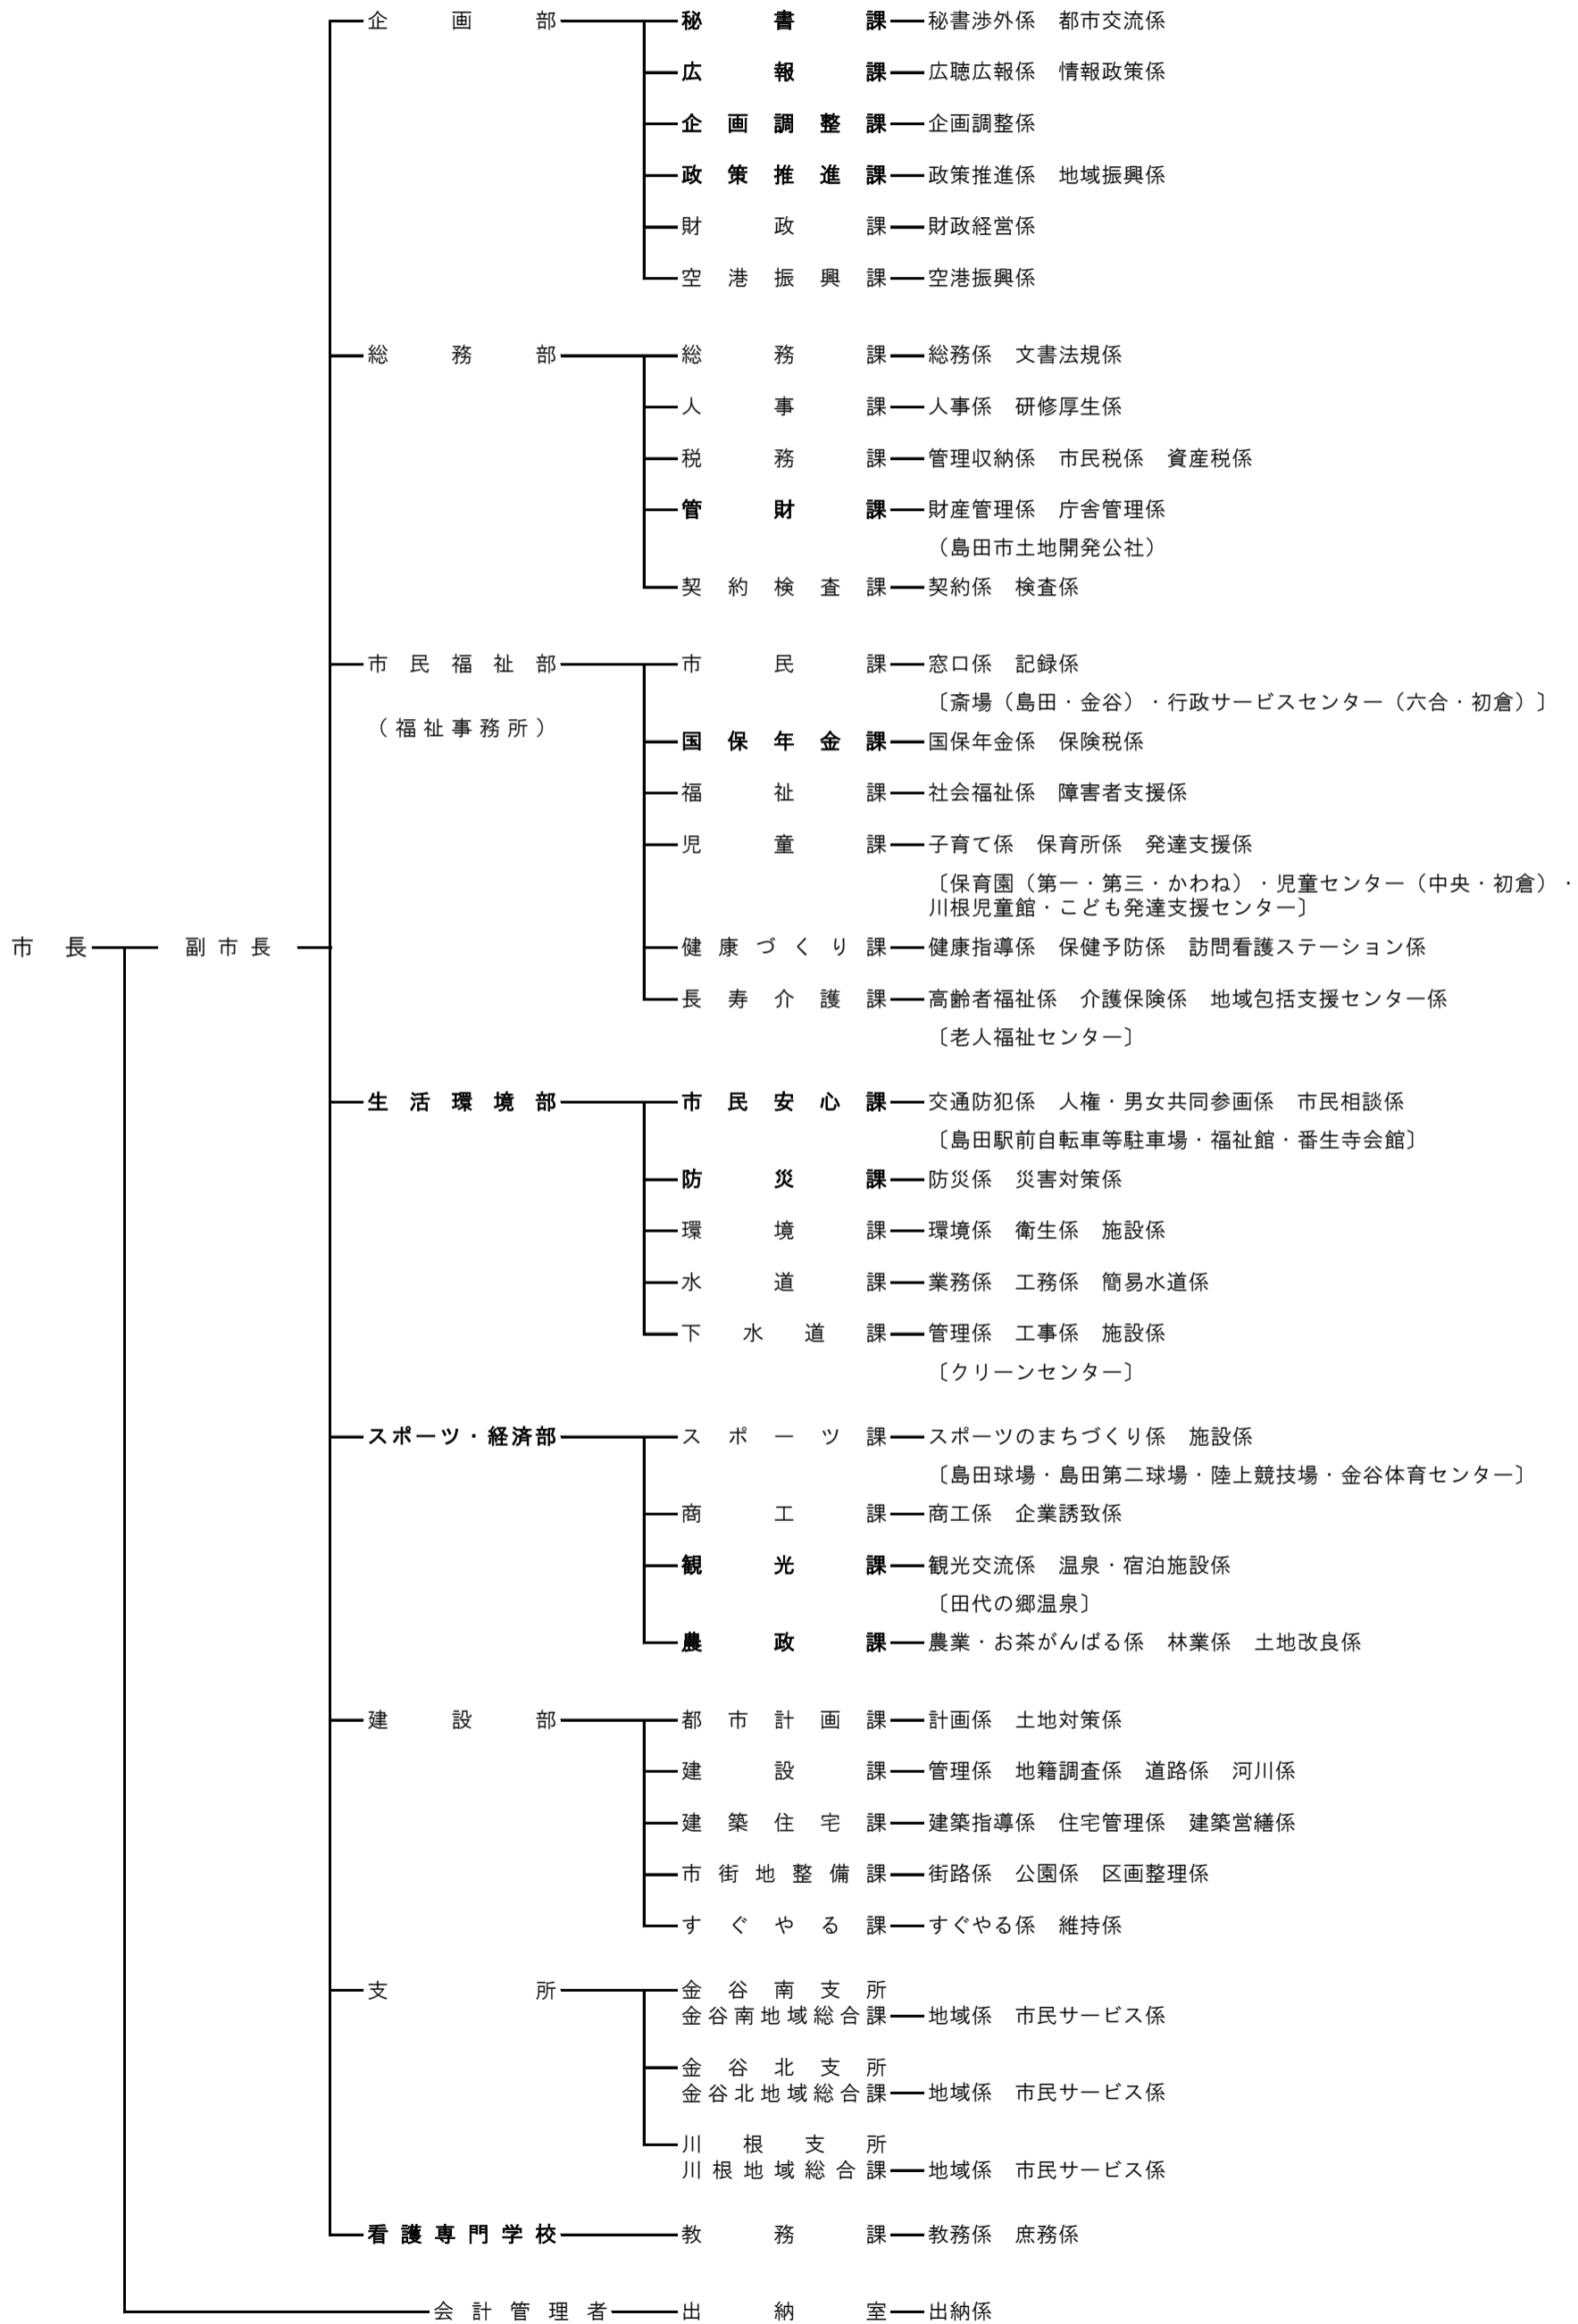 企画部 秘書課 秘書渉外係 都市交流係
広報課 広聴広報係 情報政策係
企画調整課 企画調整係
政策推進課 政策推進係 地域振興係
財政課 財政経営係
空港振興課 空港振興係
総務部 総務課 総務係 文書法規係
人事課 人事係 研修厚生係
税務課 管理収納係 市民税係 資産税係
管財課 財産管理係 庁舎管理係
（島田市土地開発公社）
契約検査課 契約係 検査係
市民福祉部 市民課 窓口係 記録係
〔斎場（島田・金谷）・行政サービスセンター（六合・初倉）〕
（福祉事務所）
国保年金課 国保年金係 保険税係
福祉課 社会福祉係 障害者支援係
児童課 子育て係 保育所係 発達支援係
〔保育園（第一・第三・かわね）・児童センター（中央・初倉）・
川根児童館・こども発達支援センター〕
市長 副市長 健康づくり課 健康指導係 保健予防係 訪問看護ステーション係
長寿介護課 高齢者福祉係 介護保険係 地域包括支援センター係
〔老人福祉センター〕
生活環境部 市民安心課 交通防犯係 人権・男女共同参画係 市民相談係
〔島田駅前自転車等駐車場・福祉館・番生寺会館〕
防災課 防災係 災害対策係
環境課 環境係 衛生係 施設係
水道課 業務係 工務係 簡易水道係
下水道課 管理係 工事係 施設係
〔クリーンセンター〕
スポーツ・経済部 スポーツ課 スポーツのまちづくり係 施設係
〔島田球場・島田第二球場・陸上競技場・金谷体育センター〕
商工課 商工係 企業誘致係
観光課 観光交流係 温泉・宿泊施設係
〔田代の郷温泉〕
農政課 農業・お茶がんばる係 林業係 土地改良係
建設部 都市計画課 計画係 土地対策係
建設課 管理係 地籍調査係 道路係 河川係
建築住宅課 建築指導係 住宅管理係 建築営繕係
市街地整備課 街路係 公園係 区画整理係
すぐやる課 すぐやる係 維持係
支所 金谷南支所
金谷南地域総合課 地域係 市民サービス係
金谷北支所
金谷北地域総合課 地域係 市民サービス係
川根支所
川根地域総合課 地域係 市民サービス係
看護専門学校 教務課 教務係 庶務係
会計管理者 出納室 出納係